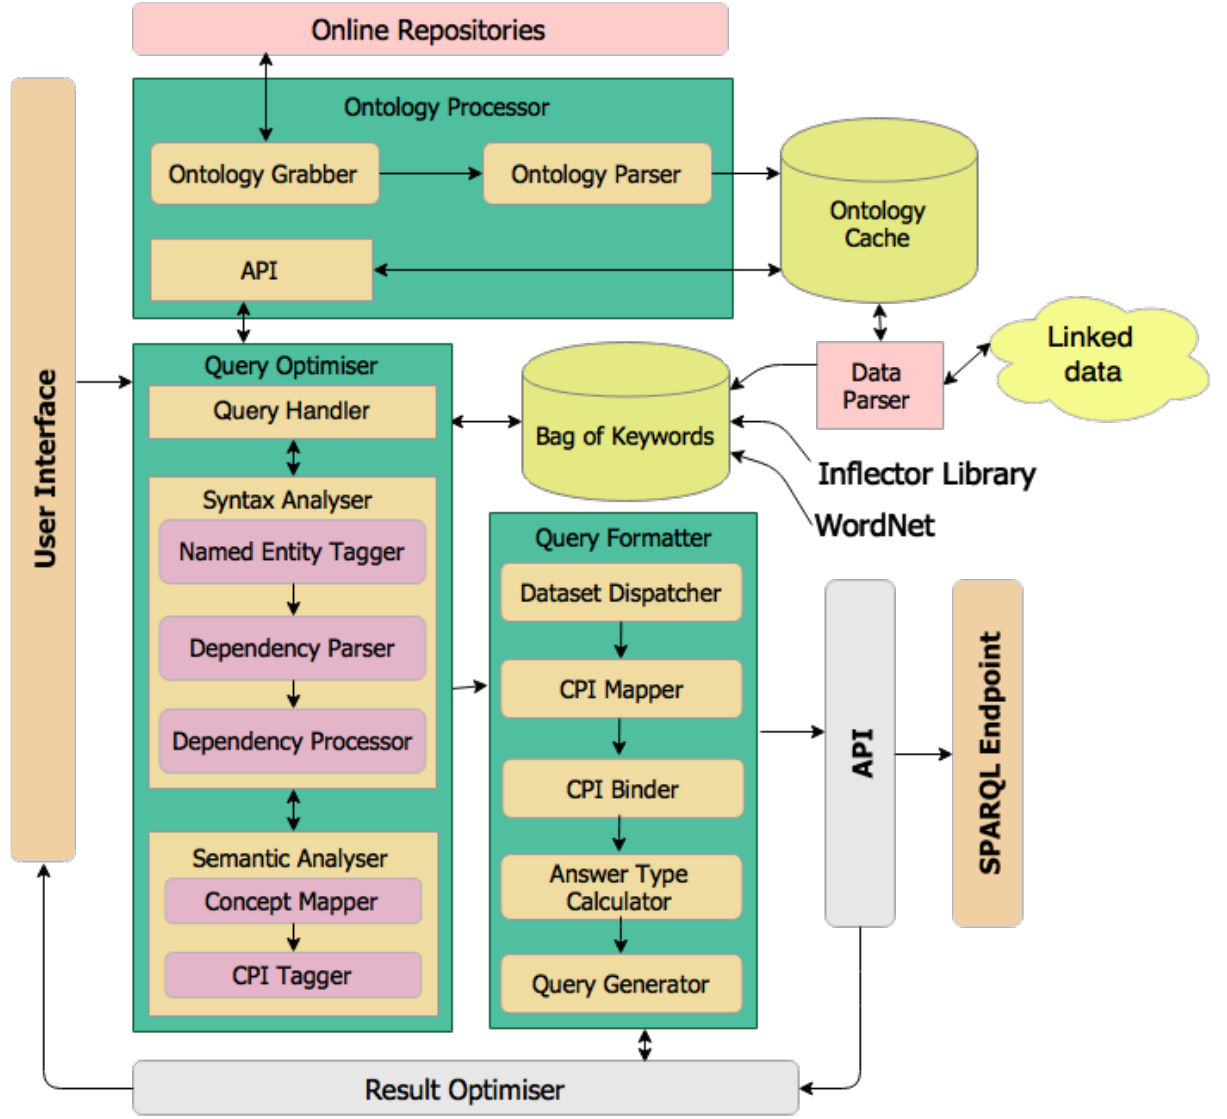 Online Repositories
Ontology Processor
Ontology Grabber
Ontology Parser
Ontology
Cache
API
User Interface
Query Optimiser
Query Handler
Syntax Analyser
Named Entity Tagger
Dependency Parser
Dependency Processor
Semantic Analyser
Concept Mapper
CPI Tagger
Bag of Keywords
Data
Parser
Linked
data
Inflector Library
WordNet
Query Formatter
Dataset Dispatcher
CPI Mapper
CPI Binder
Answer Type
Calculator
Query Generator
API
SPARQL Endpoint
Result Optimiser